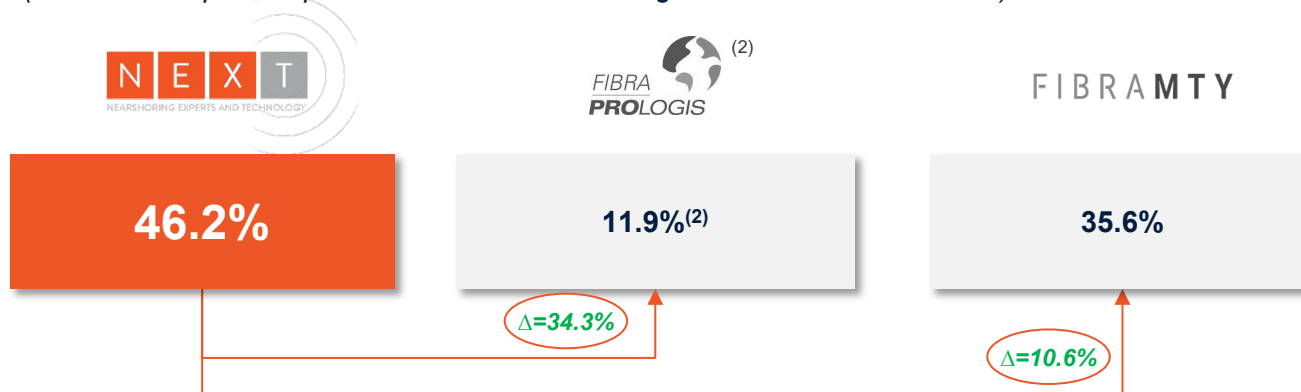 N E X T
NEARSHORING EXPERTS AND TECHNOLOGY
FIBRA
PROLOGIS
(2)
FIBRAMTY
46.2%
11.9%(2)
35.6%
Δ=34.3%
Δ=10.6%